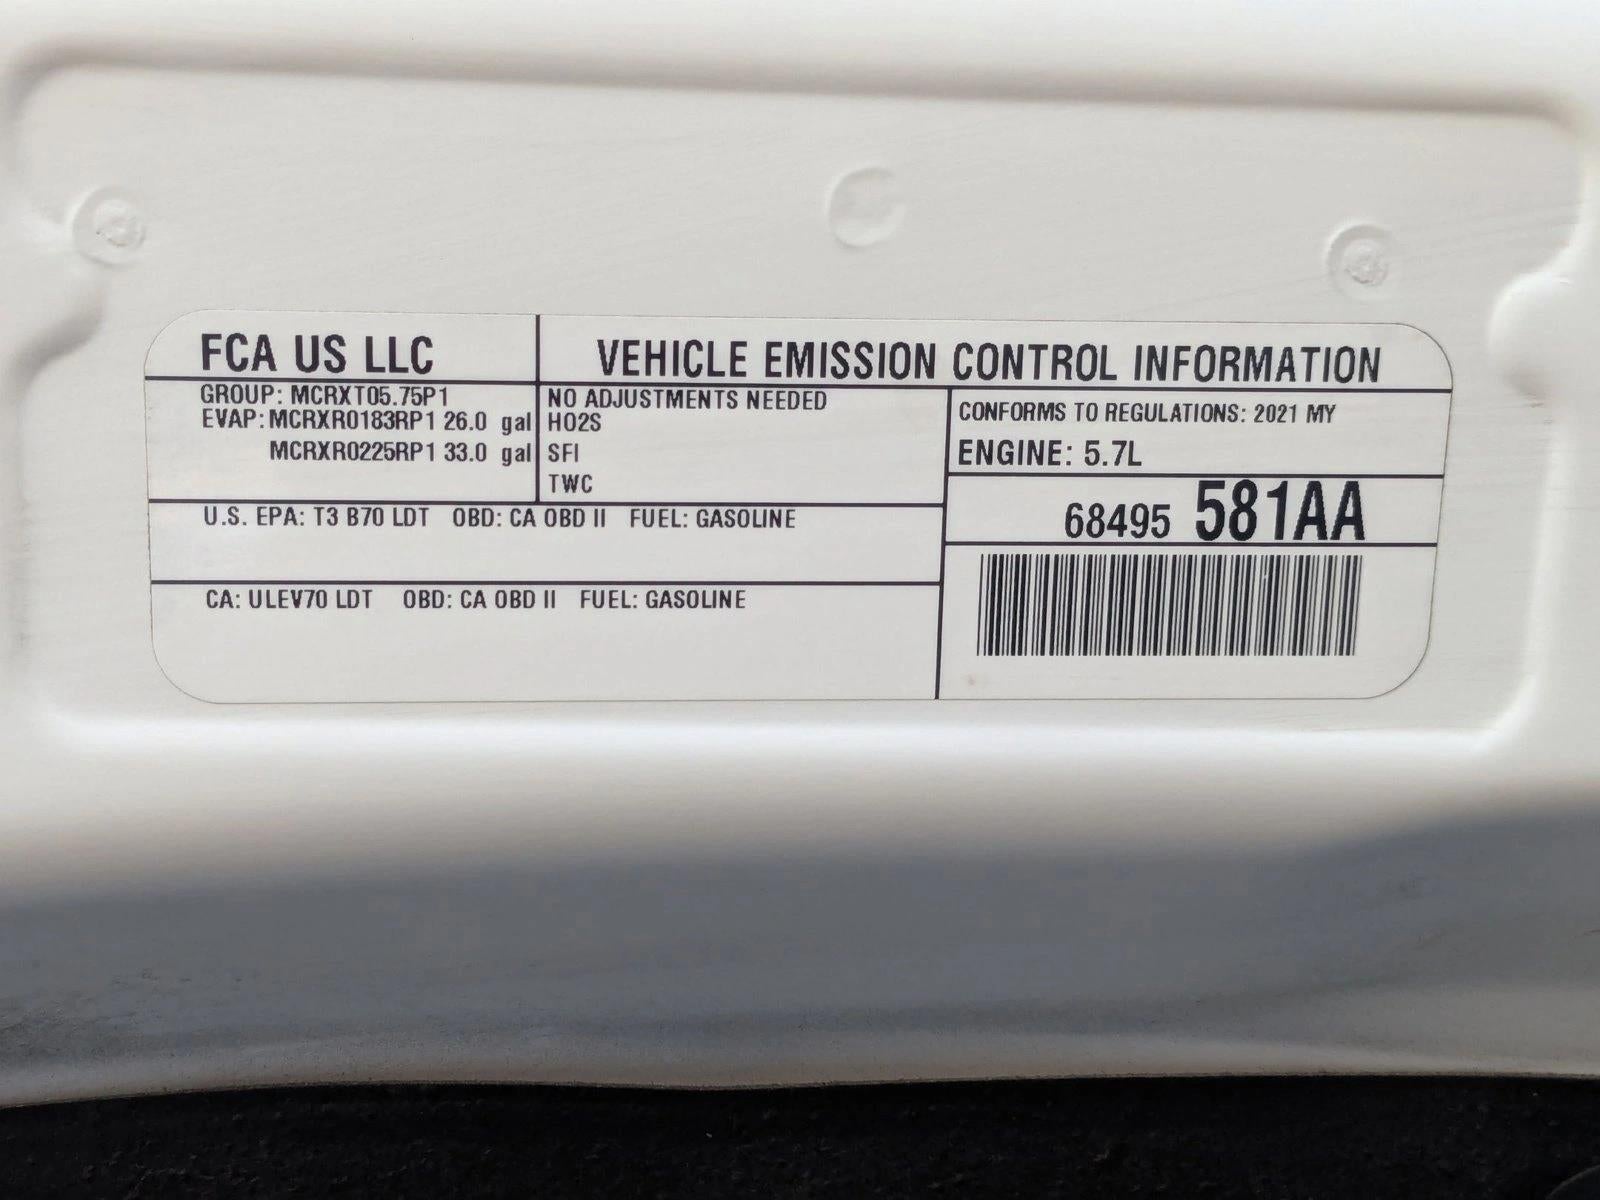 FCA US LLC
VEHICLE EMISSION CONTROL INFORMATION
GROUP: MCRXT05.75P1
EVAP: MCRXR0183RP1 26.0 gal
MCRXR0225RP1 33.0 gal
NO ADJUSTMENTS NEEDED
HO2S
SFI
TWC
CONFORMS TO REGULATIONS: 2021 MY
ENGINE: 5.7L
68495 581AA
U.S. EPA: T3 B70 LDT OBD: CA OBD II FUEL: GASOLINE
CA: ULEV70 LDT OBD: CA OBD II FUEL: GASOLINE